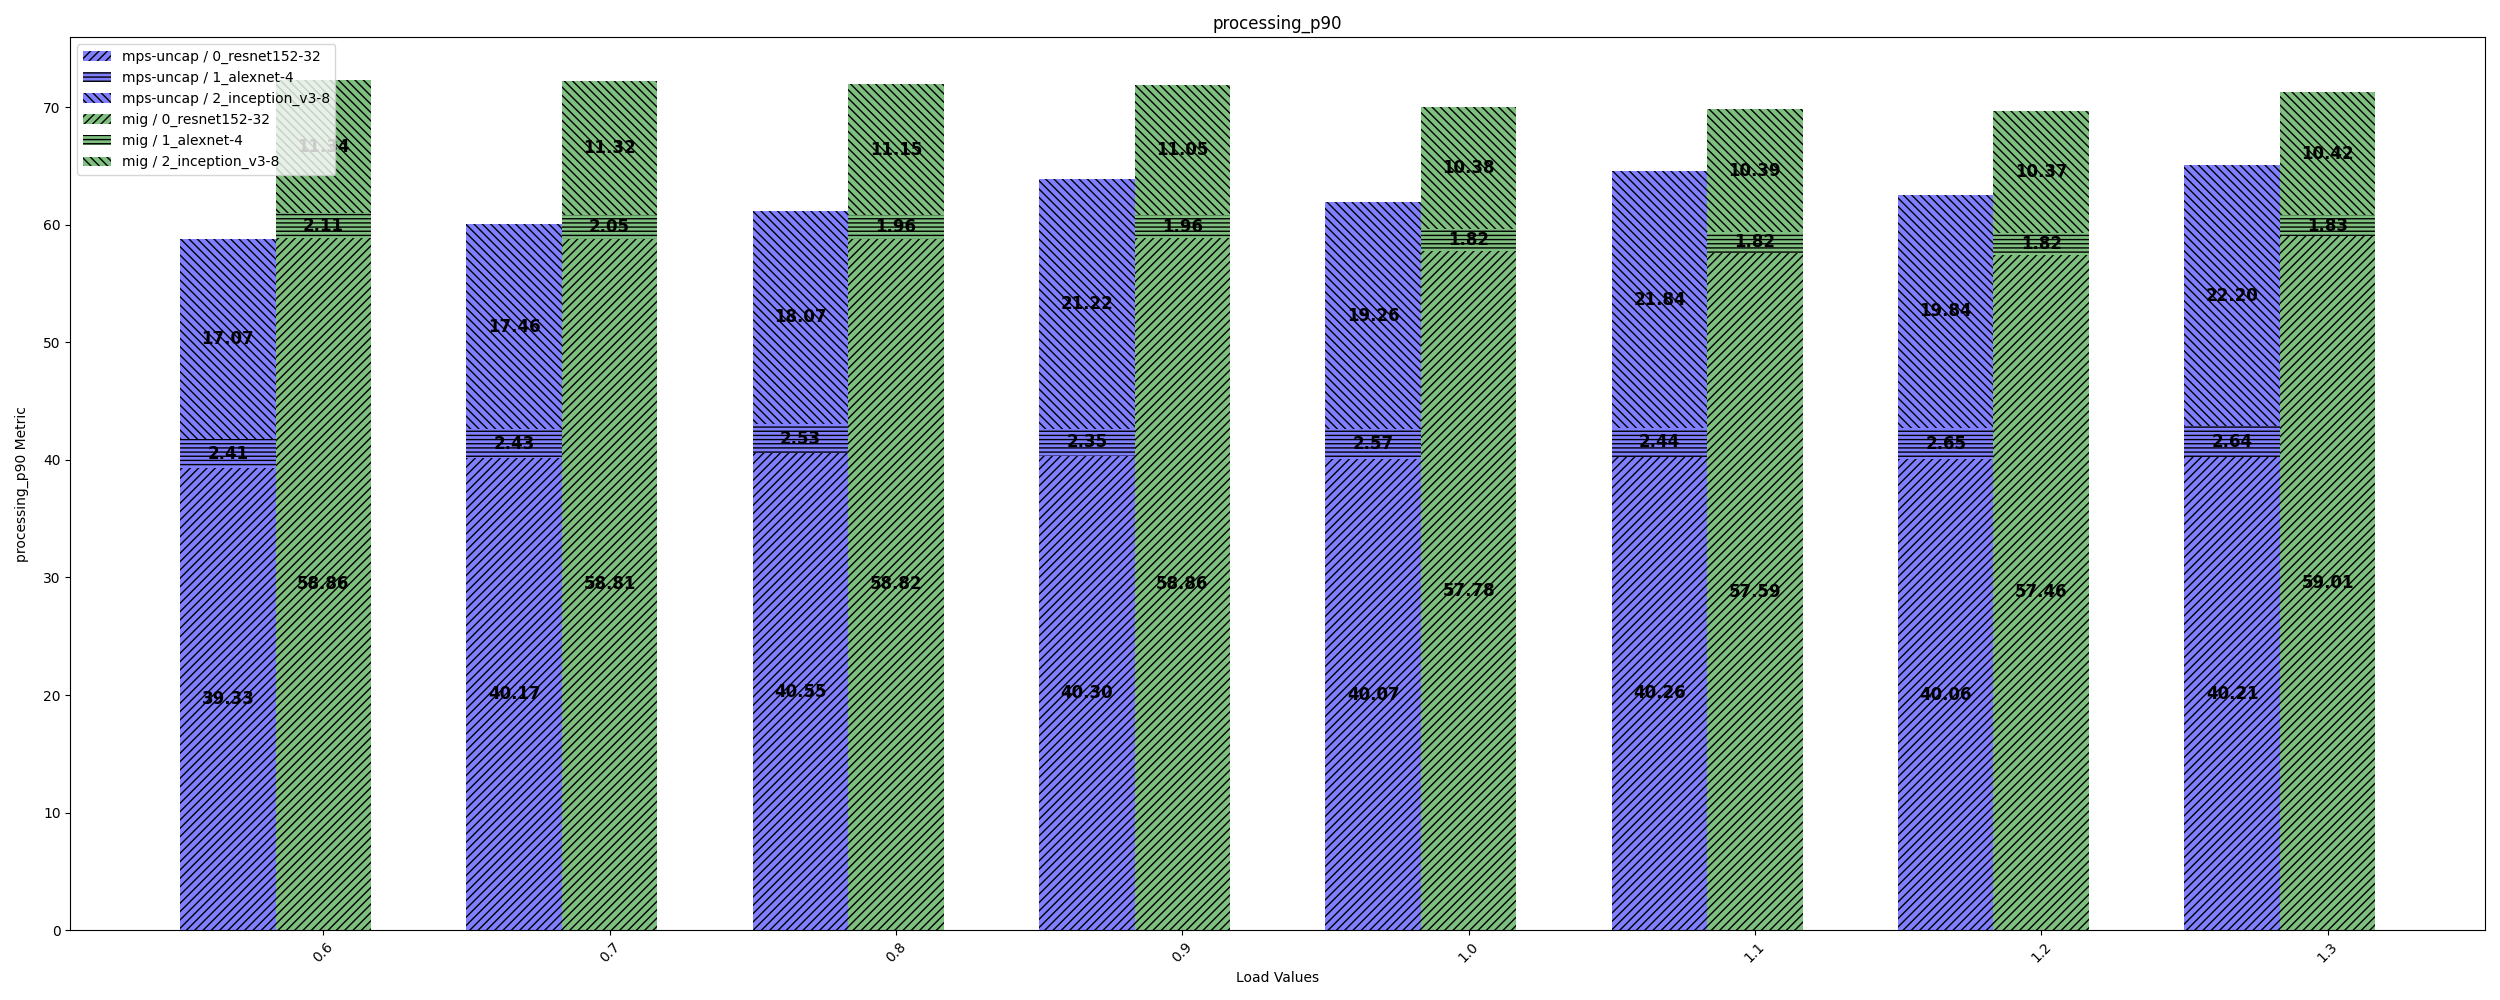 processing_p90
mps-uncap / 0_resnet152-32
mps-uncap / 1_alexnet-4
mps-uncap / 2_inception_v3-8
mig / 0_resnet152-32
mig / 1_alexnet-4
mig / 2_inception_v3-8
processing_p90 Metric
70
60
50
40
30
20
10
0
11.34 11.32 11.15 11.05 10.38 10.39 10.37 10.42
2.11 2.05 1.96 1.96 1.82 1.82 1.82 1.83
17.07 17.46 18.07 21.22 19.26 21.84 19.84 22.20
2.41 2.43 2.53 2.35 2.57 2.44 2.65 2.64
58.86 58.81 58.82 58.86 57.78 57.59 57.46 59.01
39.33 40.17 40.55 40.30 40.07 40.26 40.06 40.21
0.6 0.7 0.8 0.9 1.0 1.1 1.2 1.3
Load Values